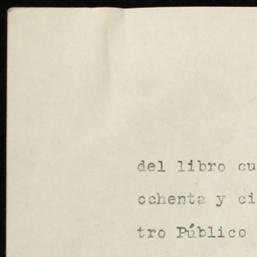 del libro cu
ochenta y ci
tro Público